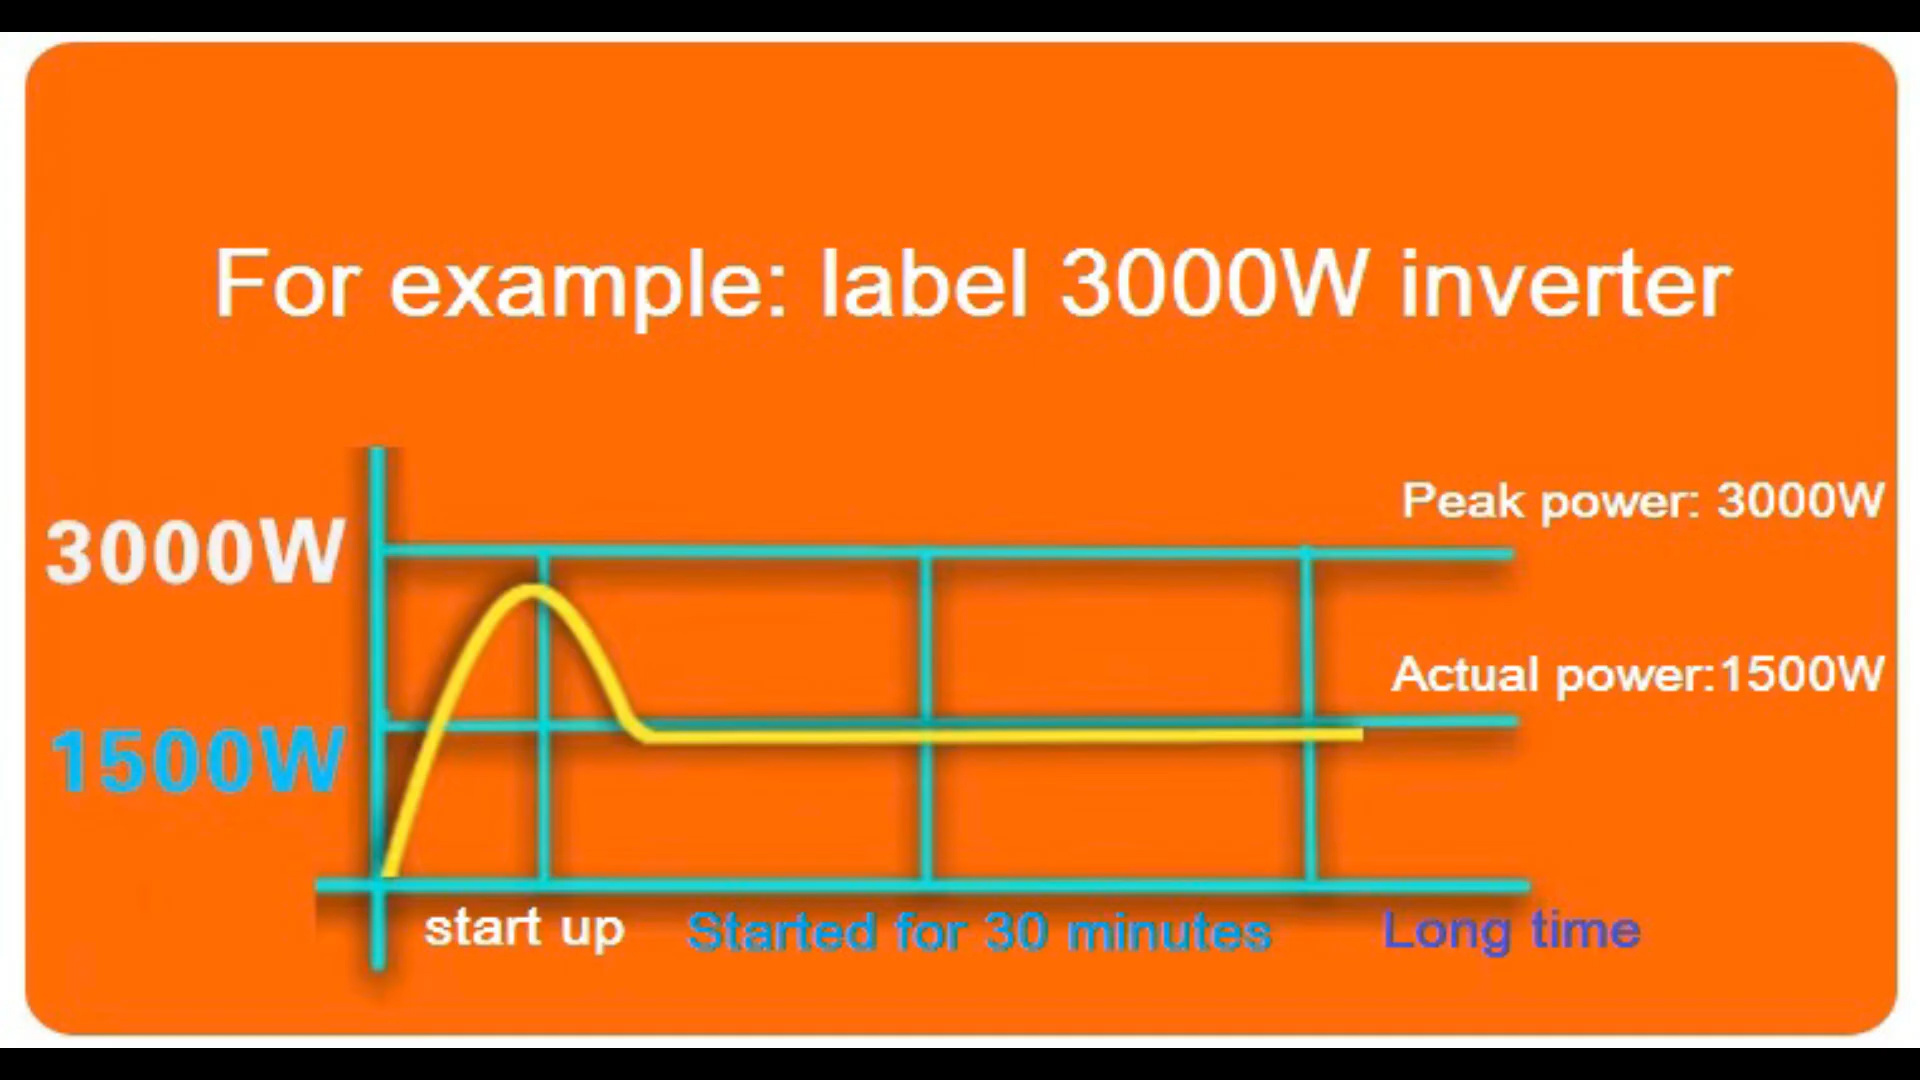 For example: label 3000W inverter
Peak power: 3000W
3000W
Actual power:1500W
1500W
start up
Started for 30 minutes
Long time